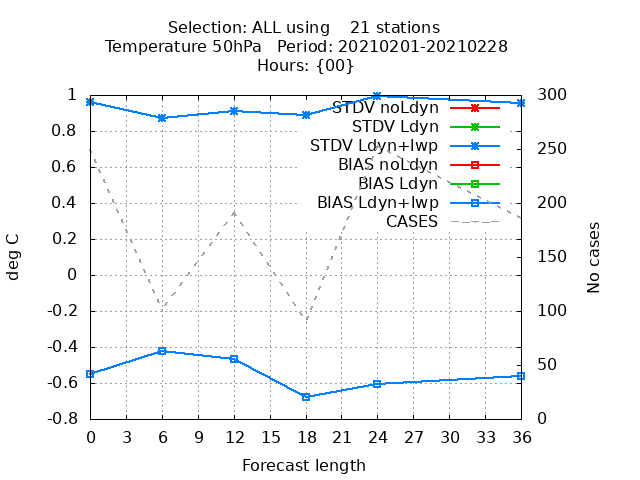 Selection: ALL using    21 stations
Temperature 50hPa   Period: 20210201-20210228
Hours: {00}
1
0.8
0.6
0.4
0.2
0
-0.2
-0.4
-0.6
-0.8
deg C
STDV noLdyn
STDV Ldyn
STDV Ldyn+Iwp
BIAS noLdyn
BIAS Ldyn
BIAS Ldyn+Iwp
CASES
300
250
200
150
100
50
0
No cases
0 3 6 9 12 15 18 21 24 27 30 33 36
Forecast length